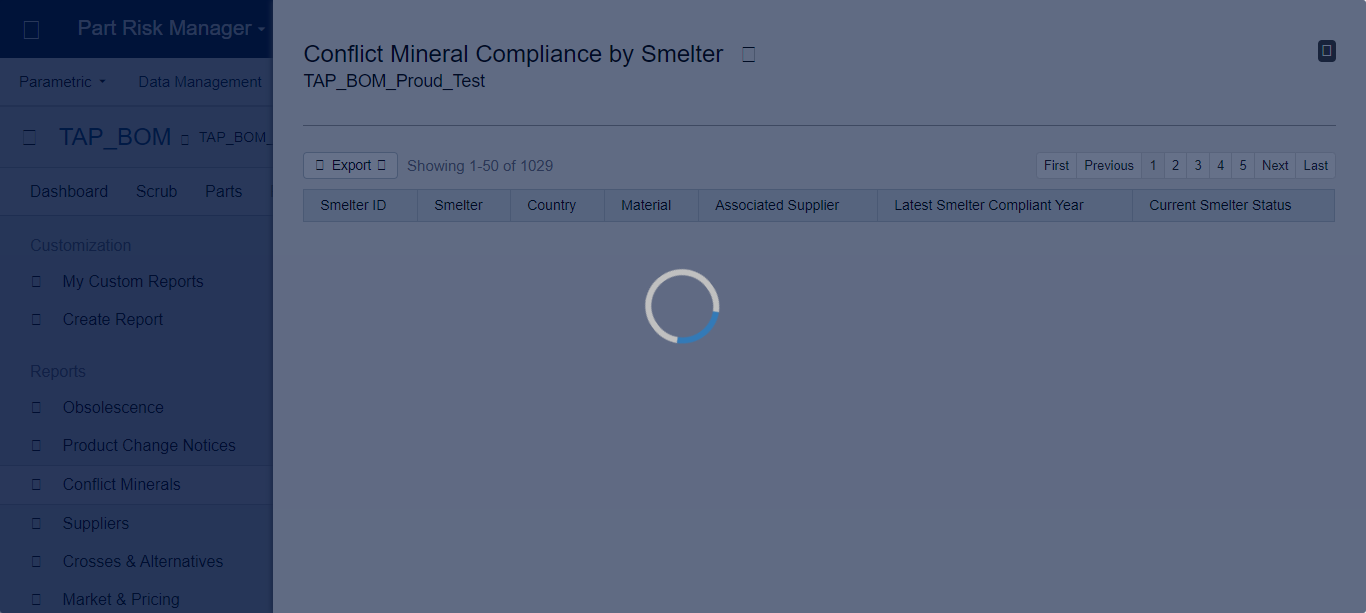 Part Risk Manager
Parametric Data Management
TAP_BOM TAP_BOM_
Dashboard Scrub Parts
Customization
My Custom Reports
Create Report
Reports
Obsolescence
Product Change Notices
Conflict Minerals
Suppliers
Crosses & Alternatives
Market & Pricing
Conflict Mineral Compliance by Smelter
TAP_BOM_Proud_Test
Export Showing 1-50 of 1029 First Previous 1 2 3 4 5 Next Last
Smelter ID Smelter Country Material Associated Supplier Latest Smelter Compliant Year Current Smelter Status